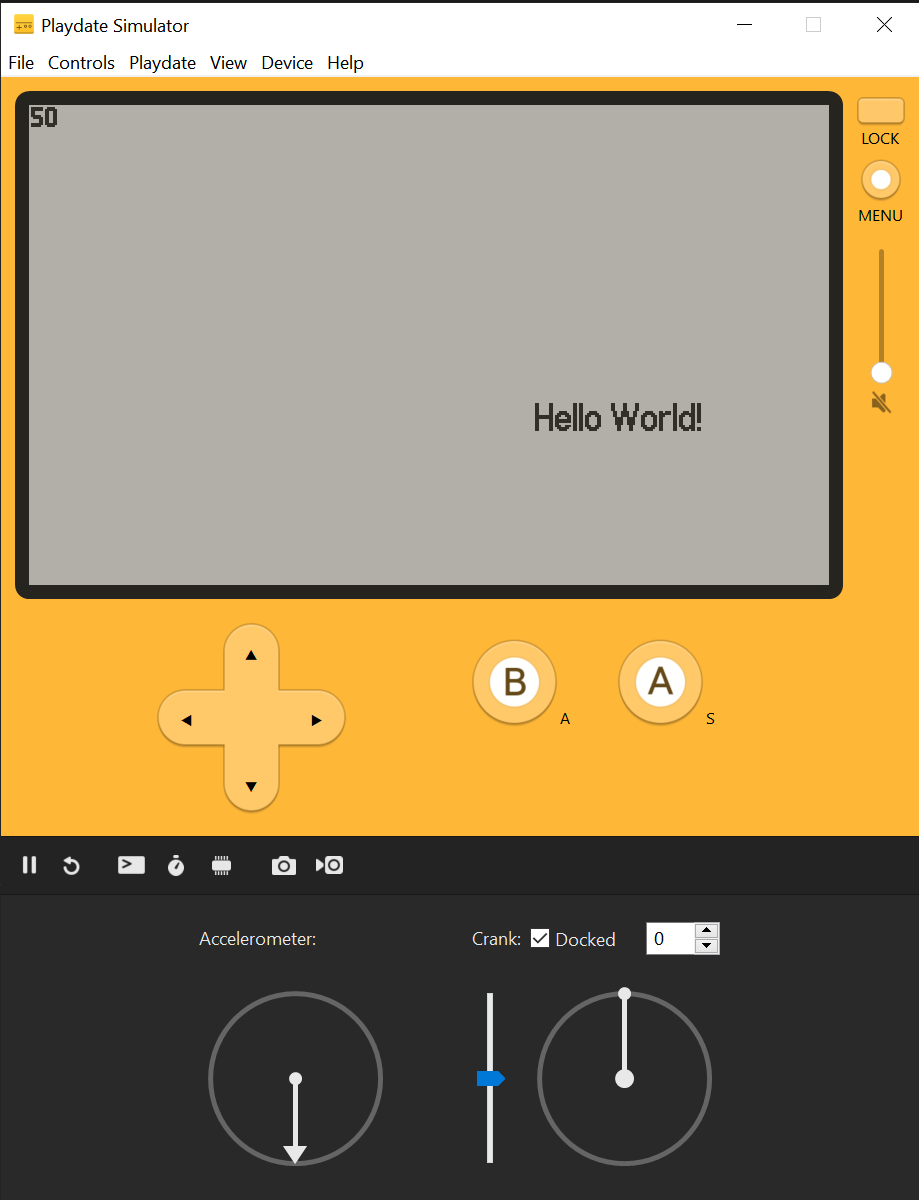 Playdate Simulator
File Controls Playdate View Device Help
50
LOCK
MENU
Hello World!
B A
A S
Accelerometer:
Crank: Docked 0